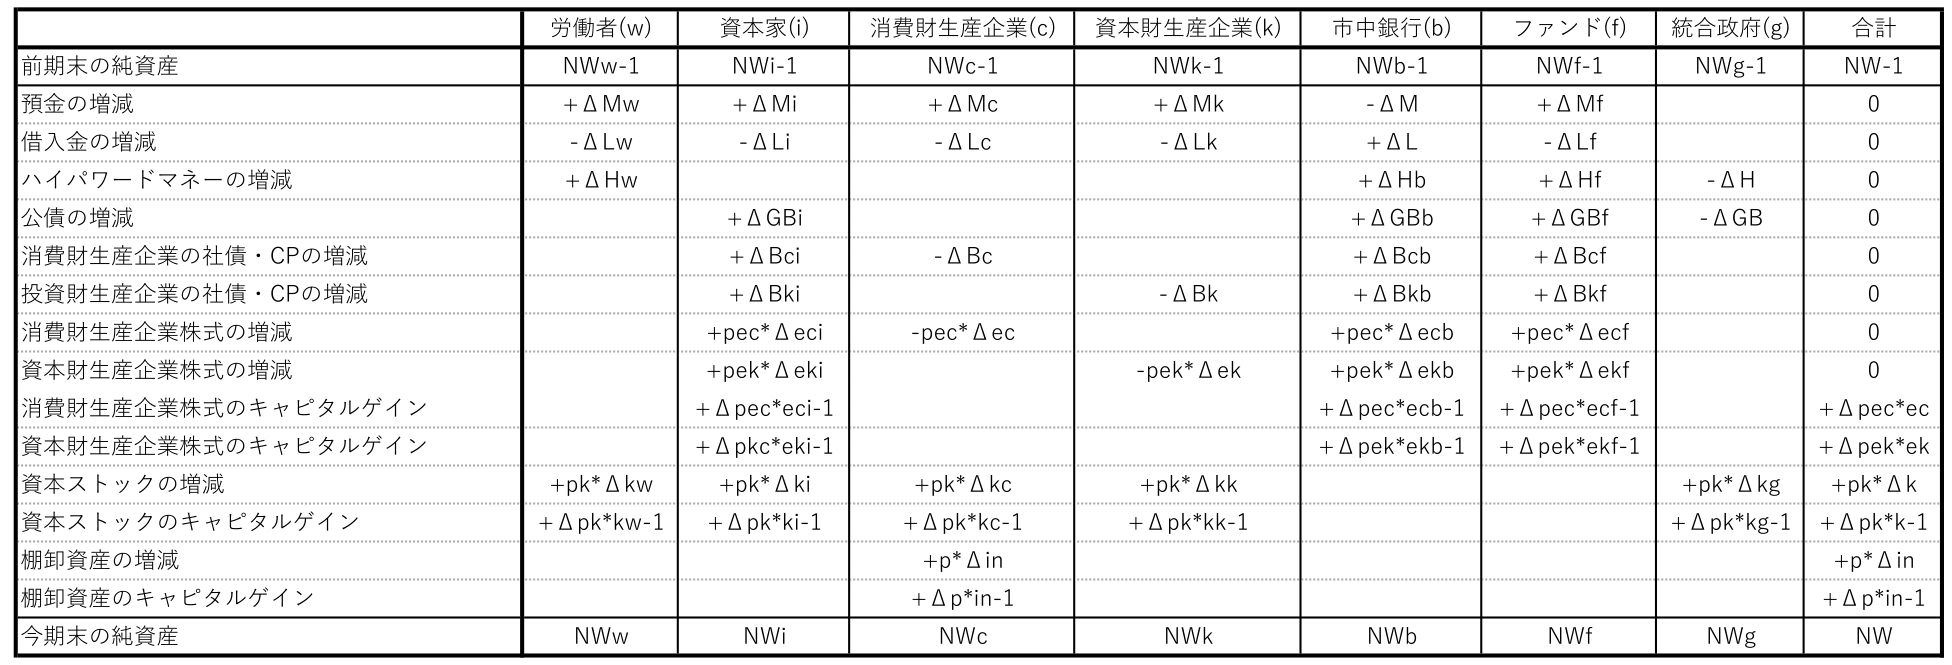 労働者(w) 資本家(i) 消費財生産企業(c) 資本財生産企業(k) 市中銀行(b) ファンド(f) 統合政府(g) 合計
前期末の純資産 NWw-1 NWi-1 NWc-1 NWk-1 NWb-1 NWf-1 NWg-1 NW-1
預金の増減 +ΔMw +ΔMi +ΔMc +ΔMk -ΔM +ΔMf 0
借入金の増減 -ΔLw -ΔLi -ΔLc -ΔLk +ΔL -ΔLf 0
ハイパワードマネーの増減 +ΔHw +ΔHb +ΔHf -ΔH 0
公債の増減 +ΔGBi +ΔGBb +ΔGBf -ΔGB 0
消費財生産企業の社債・CPの増減 +ΔBci -ΔBc +ΔBcb +ΔBcf 0
投資財生産企業の社債・CPの増減 +ΔBki -ΔBk +ΔBkb +ΔBkf 0
消費財生産企業株式の増減 +pec*Δeci -pec*Δec +pec*Δecb +pec*Δecf 0
資本財生産企業株式の増減 +pek*Δeki -pek*Δek +pek*Δekb +pek*Δekf 0
消費財生産企業株式のキャピタルゲイン +Δpec*eci-1 +Δpec*ecb-1 +Δpec*ecf-1 +Δpec*ec
資本財生産企業株式のキャピタルゲイン +Δpkc*eki-1 +Δpek*ekb-1 +Δpek*ekf-1 +Δpek*ek
資本ストックの増減 +pk*Δkw +pk*Δki +pk*Δkc +pk*Δkk +pk*Δkg +pk*Δk
資本ストックのキャピタルゲイン +Δpk*kw-1 +Δpk*ki-1 +Δpk*kc-1 +Δpk*kk-1 +Δpk*kg-1 +Δpk*k-1
棚卸資産の増減 +p*Δin +p*Δin
棚卸資産のキャピタルゲイン +Δp*in-1 +Δp*in-1
今期末の純資産 NWw NWi NWc NWk NWb NWf NWg NW